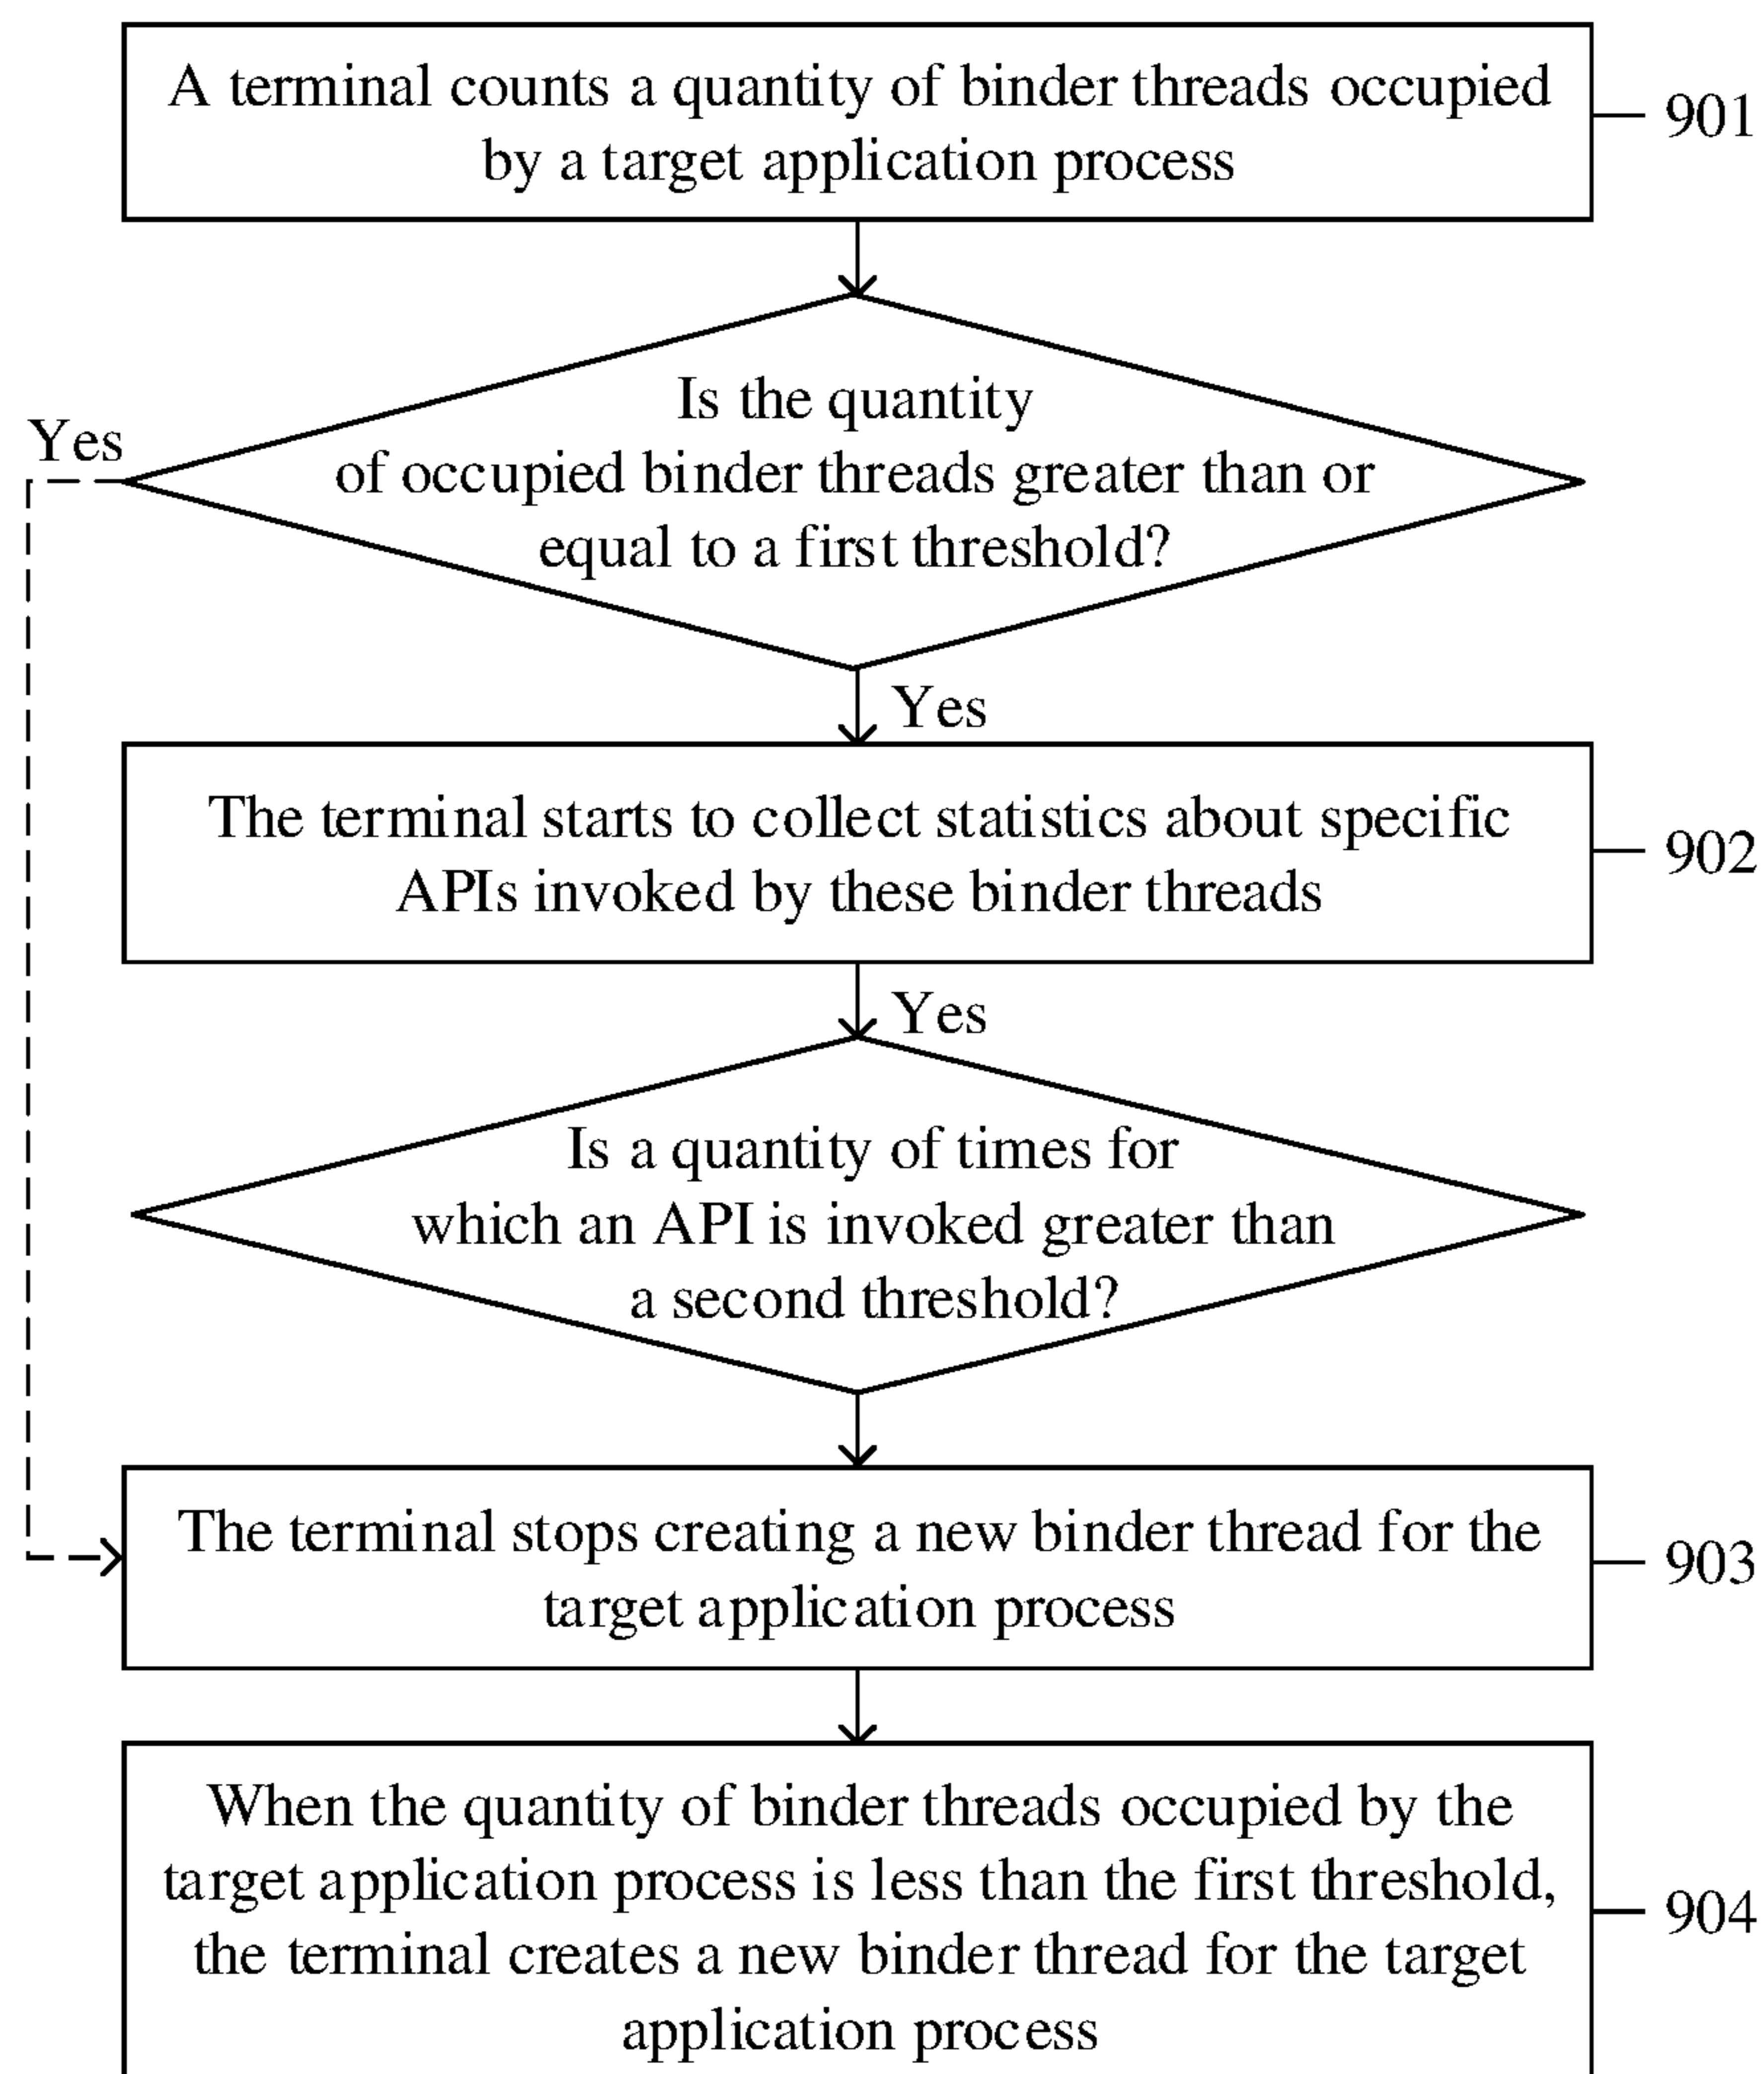 A terminal counts a quantity of binder threads occupied
by a target application process
901
Is the quantity
of occupied binder threads greater than or
equal to a first threshold?
Yes
Yes
The terminal starts to collect statistics about specific
APIs invoked by these binder threads
902
Yes
Is a quantity of times for
which an API is invoked greater than
a second threshold?
The terminal stops creating a new binder thread for the
target application process
903
When the quantity of binder threads occupied by the
target application process is less than the first threshold,
the terminal creates a new binder thread for the target
application process
904